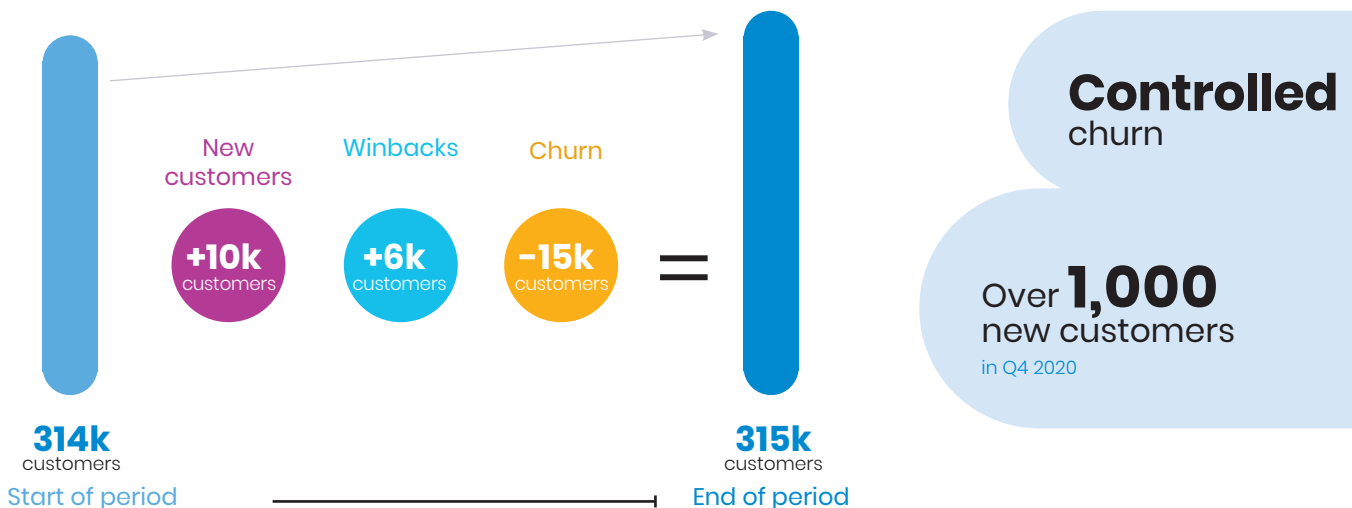 New
customers
+10k
customers
Winbacks
+6k
customers
Churn
-15k
customers
=
314k
customers
Start of period
315k
customers
End of period
Controlled
churn
Over 1,000
new customers
in Q4 2020